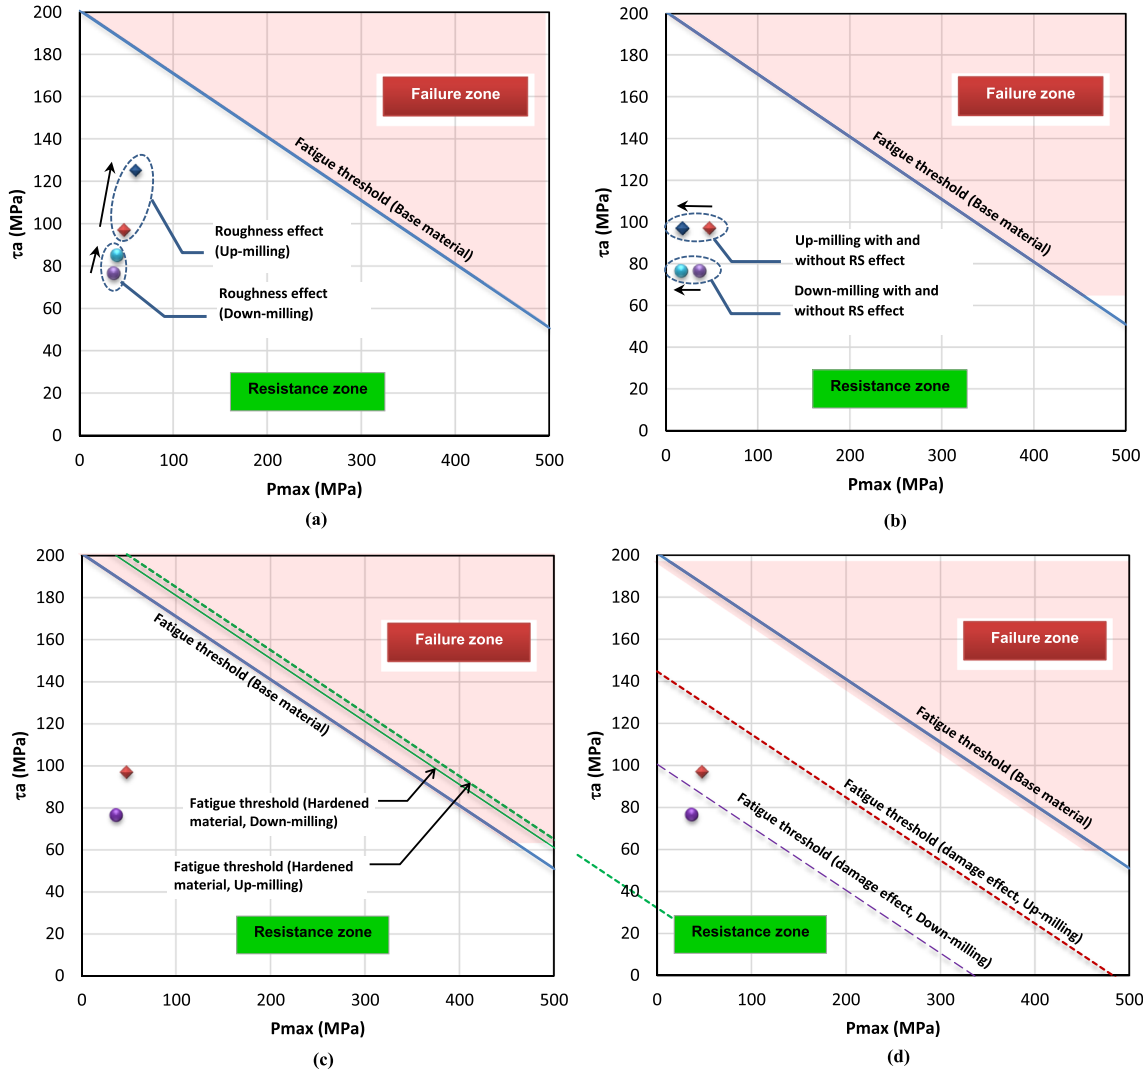 200
180
160
140
120
100
80
60
40
20
0
τa (MPa)
Failure zone
Fatigue threshold (Base material)
Roughness effect
(Up-milling)
Roughness effect
(Down-milling)
Resistance zone
0 100 200 300 400 500
Pmax (MPa)
(a)
200
180
160
140
120
100
80
60
40
20
0
τa (MPa)
Failure zone
Fatigue threshold (Base material)
Up-milling with and
without RS effect
Down-milling with and
without RS effect
Resistance zone
0 100 200 300 400 500
Pmax (MPa)
(b)
200
180
160
140
120
100
80
60
40
20
0
τa (MPa)
Failure zone
Fatigue threshold (Base material)
Fatigue threshold (Hardened
material, Down-milling)
Fatigue threshold (Hardened
material, Up-milling)
Resistance zone
0 100 200 300 400 500
Pmax (MPa)
(c)
200
180
160
140
120
100
80
60
40
20
0
τa (MPa)
Failure zone
Fatigue threshold (Base material)
Fatigue threshold (damage effect, Up-milling)
Fatigue threshold (damage effect, Down-milling)
Resistance zone
0 100 200 300 400 500
Pmax (MPa)
(d)